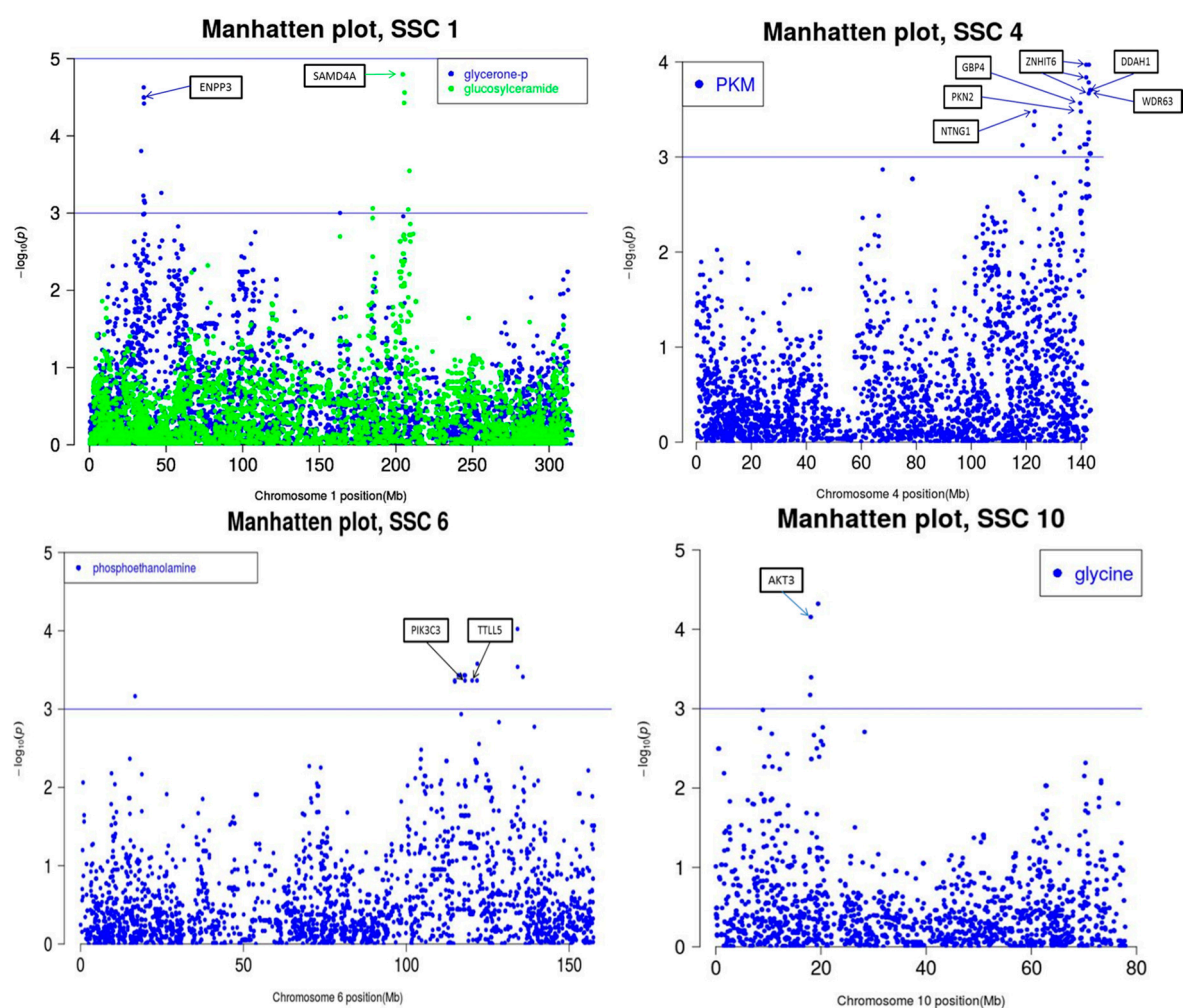 Manhatten plot, SSC 1
5
4
3
2
1
0
−log10(p)
ENPP3
SAMD4A
glycerone-p
glucosylceramide
0 50 100 150 200 250 300
Chromosome 1 position(Mb)
Manhatten plot, SSC 4
4
3
2
1
0
−log10(p)
PKM
GBP4
ZNHIT6
DDAH1
PKN2
WDR63
NTNG1
0 20 40 60 80 100 120 140
Chromosome 4 position(Mb)
Manhatten plot, SSC 6
5
4
3
2
1
0
−log10(p)
phosphoethanolamine
PIK3C3
TTLL5
0 50 100 150
Chromosome 6 position(Mb)
Manhatten plot, SSC 10
5
4
3
2
1
0
−log10(p)
AKT3
glycine
0 20 40 60 80
Chromosome 10 position(Mb)